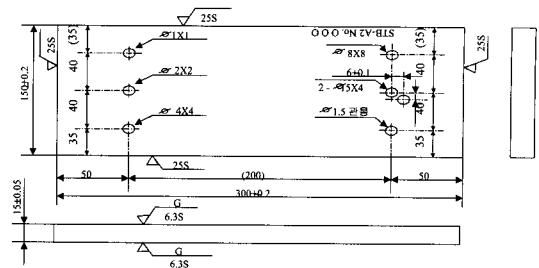 25S
STB-A2 No. O O O
(35)
⌀1X1
(35)
⌀8X8
25S
25S
40
40
6±0.1
150±0.2
⌀2X2
2 - ⌀5X4
40
40
⌀4X4
⌀1.5 관통
35
35
25S
50
(200)
50
300±0.2
15±0.05
G
6.3S
G
6.3S